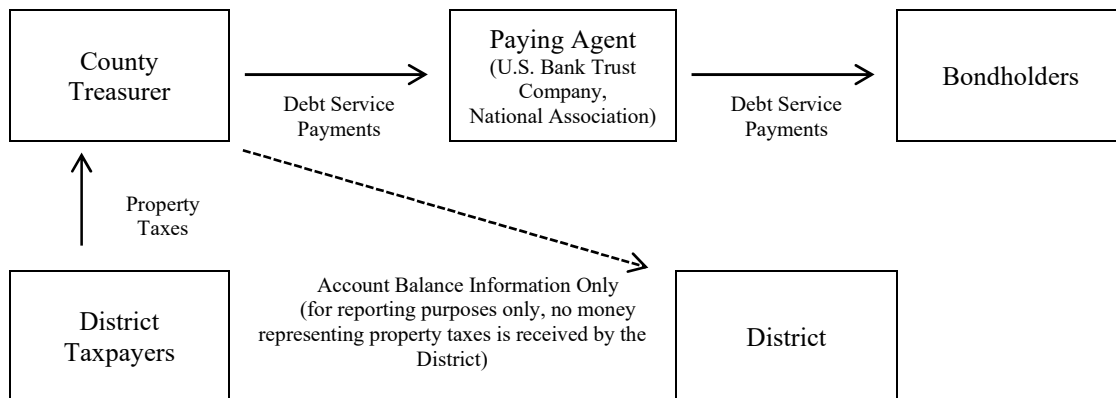 County
Treasurer
Debt Service
Payments
Paying Agent
(U.S. Bank Trust
Company,
National Association)
Debt Service
Payments
Bondholders
Property
Taxes
District
Taxpayers
Account Balance Information Only
(for reporting purposes only, no money
representing property taxes is received by the
District)
District